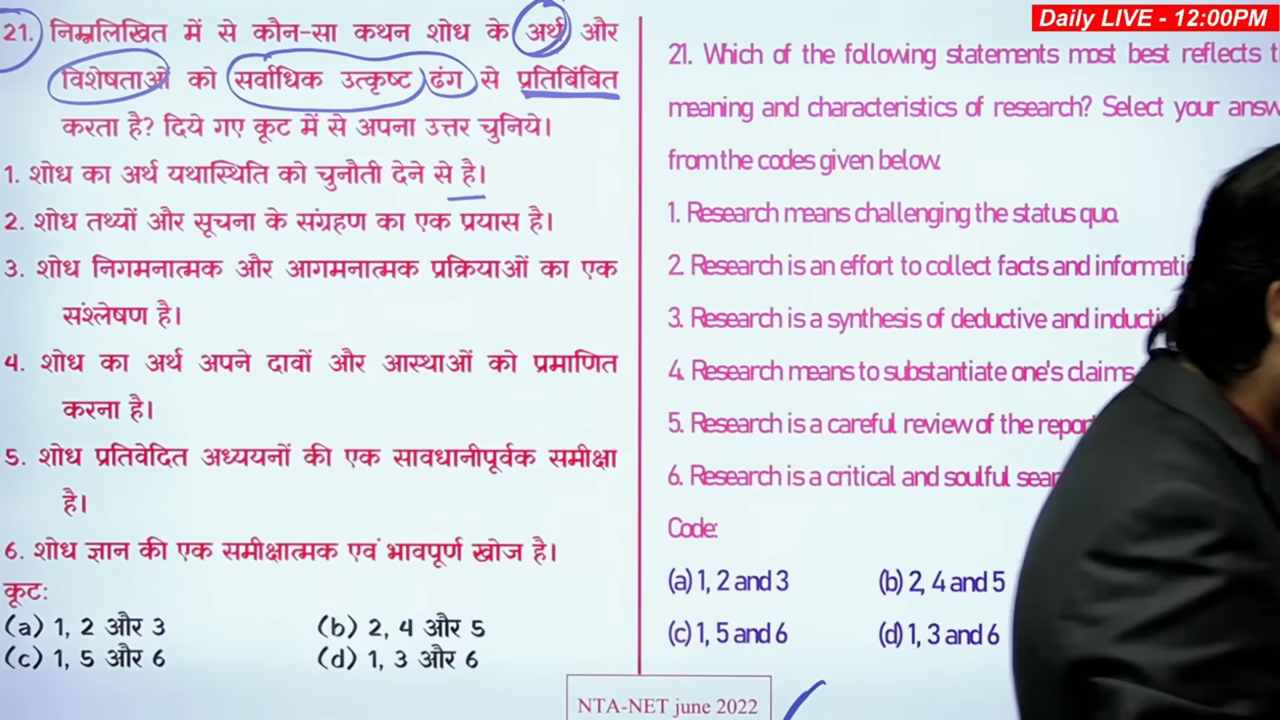 Daily LIVE - 12:00PM
21. निम्नलिखित में से कौन-सा कथन शोध के अर्थ और
विशेषताओं को सर्वाधिक उत्कृष्ट ढंग से प्रतिबिंबित
करता है? दिये गए कूट में से अपना उत्तर चुनिये।
1. शोध का अर्थ यथास्थिति को चुनौती देने से है।
2. शोध तथ्यों और सूचना के संग्रहण का एक प्रयास है।
3. शोध निगमनात्मक और आगमनात्मक प्रक्रियाओं का एक
संश्लेषण है।
4. शोध का अर्थ अपने दावों और आस्थाओं को प्रमाणित
करना है।
5. शोध प्रतिवेदित अध्ययनों की एक सावधानीपूर्वक समीक्षा
है।
6. शोध ज्ञान की एक समीक्षात्मक एवं भावपूर्ण खोज है।
कूट:
(a) 1, 2 और 3 (b) 2, 4 और 5
(c) 1, 5 और 6 (d) 1, 3 और 6
21. Which of the following statements most best reflects
meaning and characteristics of research? Select your
from the codes given below.
1. Research means challenging the status quo.
2. Research is an effort to collect facts and
3. Research is a synthesis of deductive and
4. Research means to substantiate one's claims
5. Research is a careful review of the
6. Research is a critical and soulful
Code:
(a) 1, 2 and 3 (b) 2, 4 and 5
(c) 1, 5 and 6 (d) 1, 3 and 6
NTA-NET june 2022